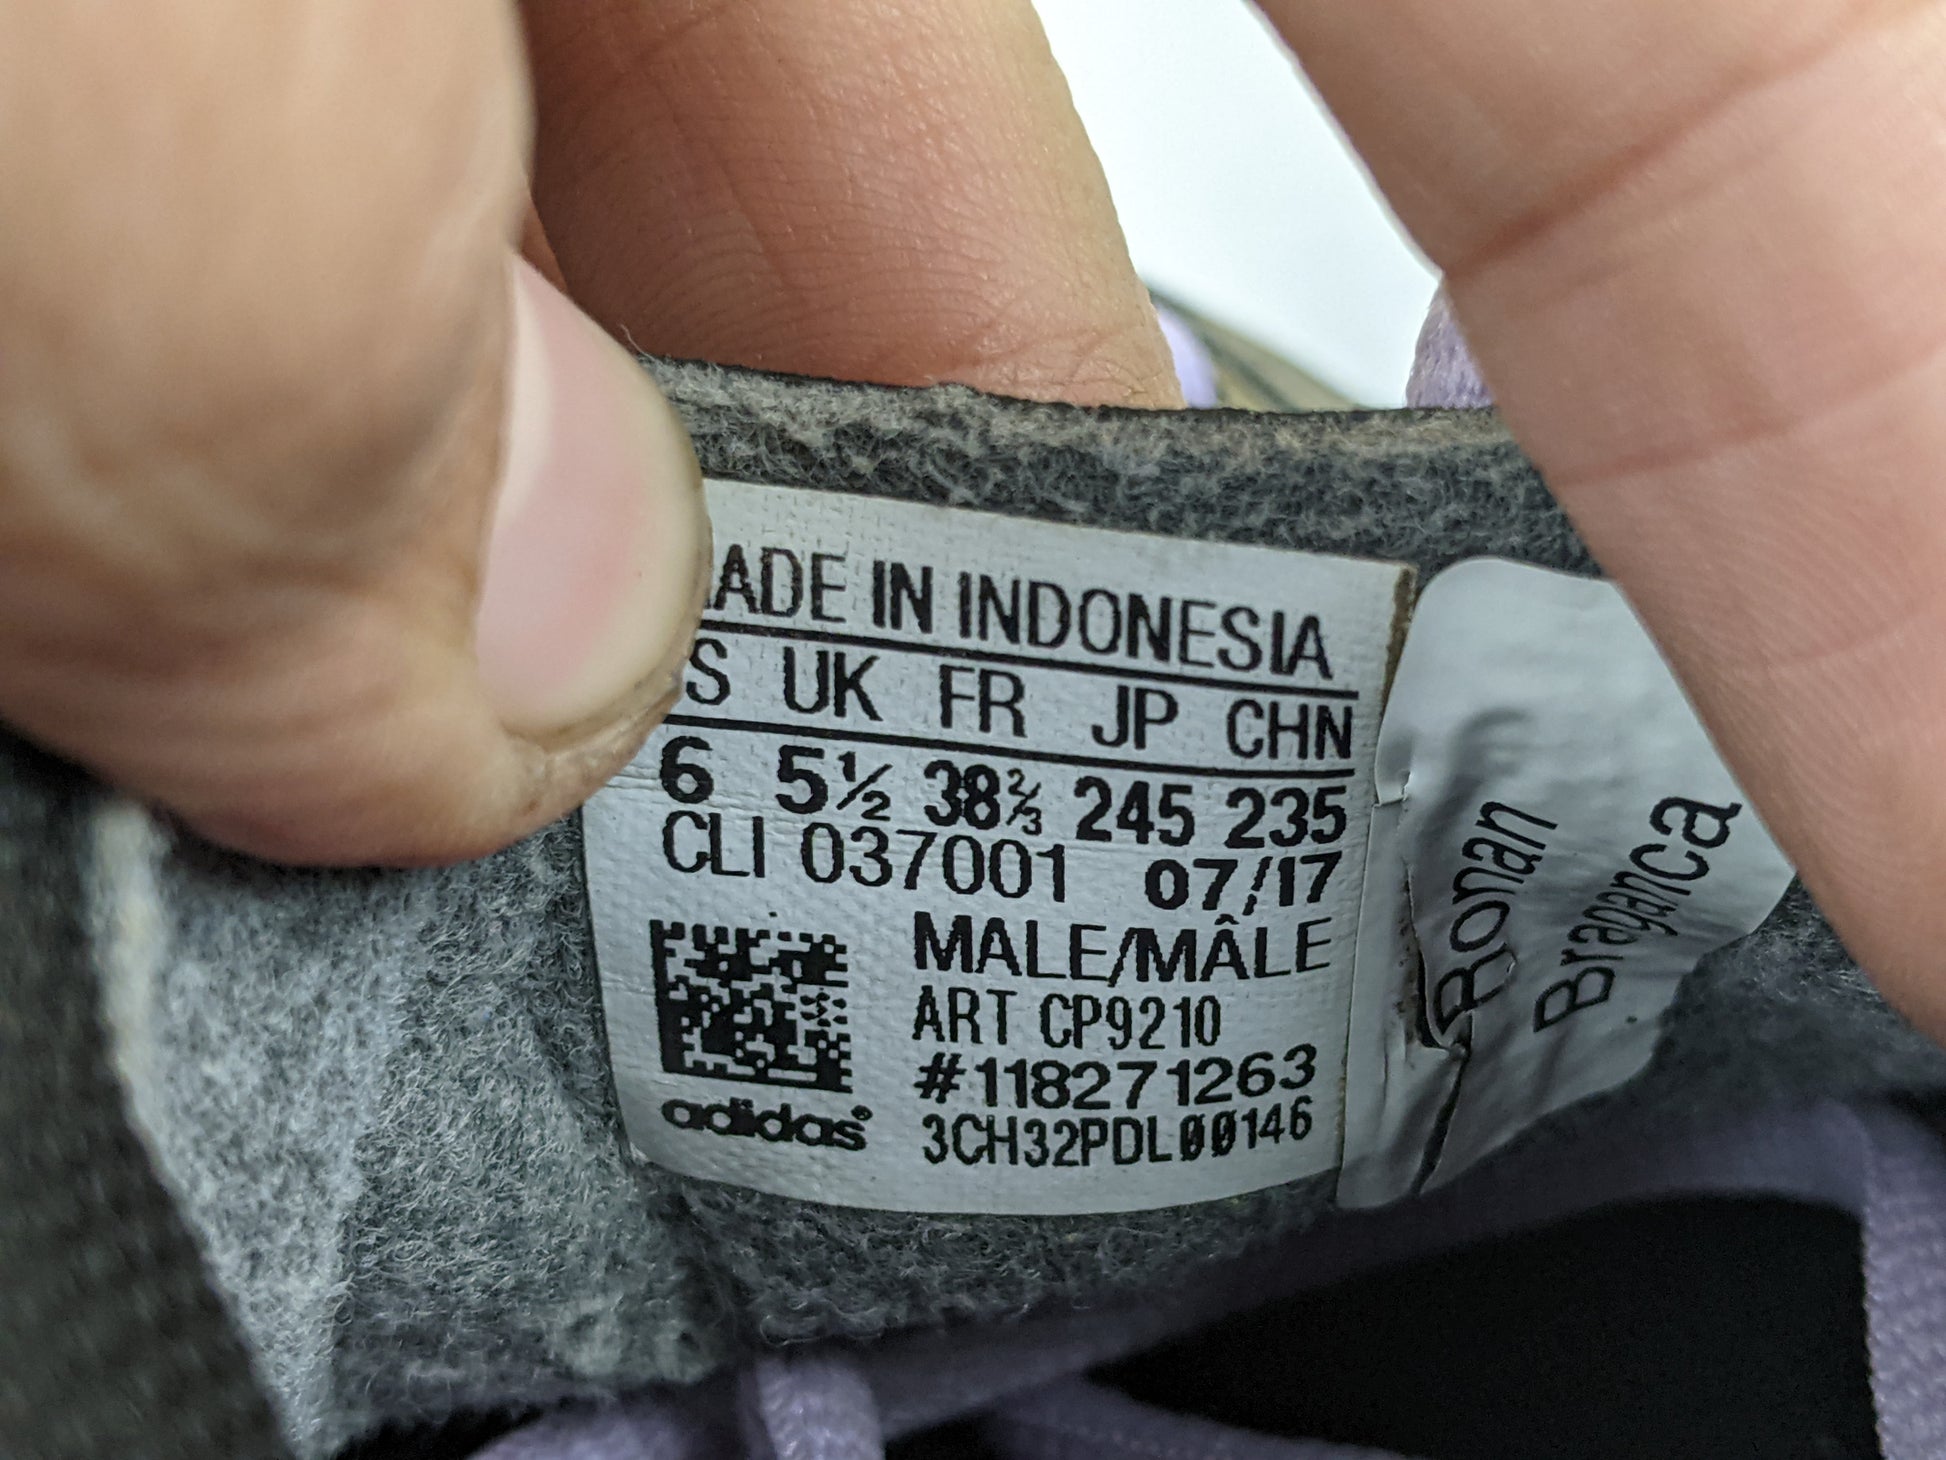 ADE IN INDONESIA
S UK FR JP CHN
6 5½ 38⅔ 245 235
CLI 037001 07/17
MALE/MÂLE
ART CP9210
#118271263
adidas® 3CH32PDL00146
Ronan
Braganca